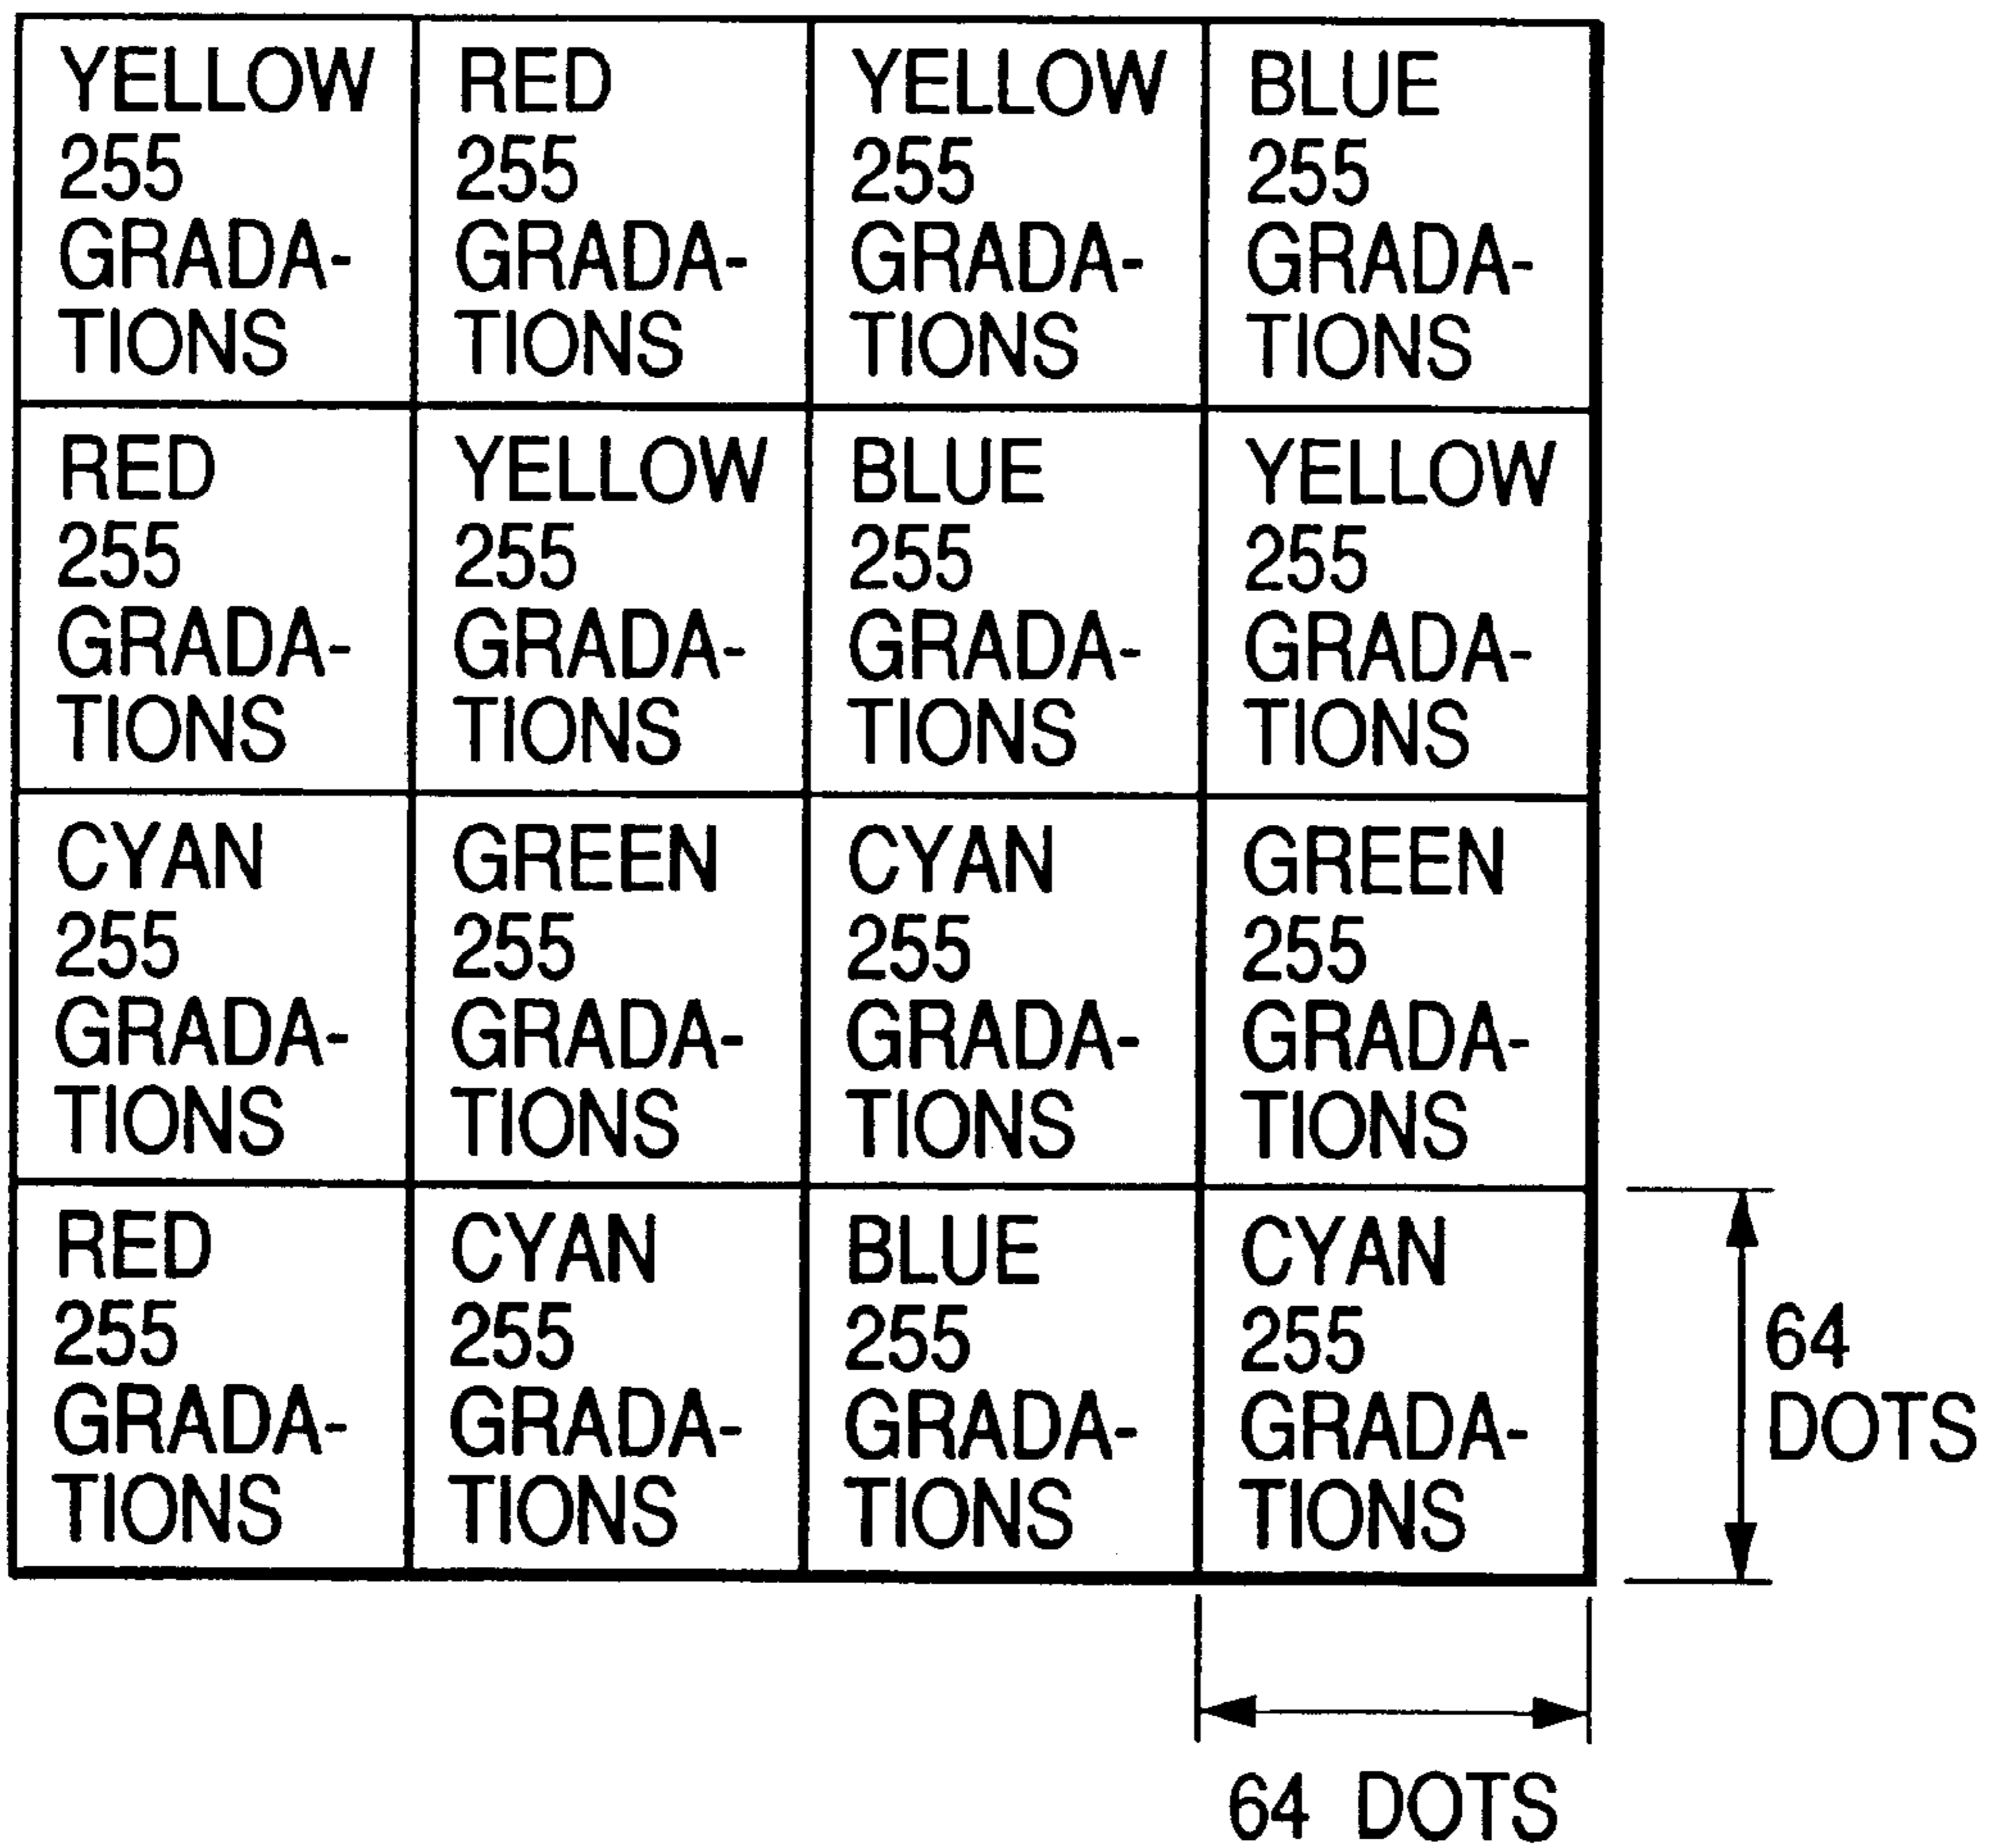 YELLOW
255
GRADA-
TIONS
RED
255
GRADA-
TIONS
YELLOW
255
GRADA-
TIONS
BLUE
255
GRADA-
TIONS
RED
255
GRADA-
TIONS
YELLOW
255
GRADA-
TIONS
BLUE
255
GRADA-
TIONS
YELLOW
255
GRADA-
TIONS
CYAN
255
GRADA-
TIONS
GREEN
255
GRADA-
TIONS
CYAN
255
GRADA-
TIONS
GREEN
255
GRADA-
TIONS
RED
255
GRADA-
TIONS
CYAN
255
GRADA-
TIONS
BLUE
255
GRADA-
TIONS
CYAN
255
GRADA-
TIONS
64
DOTS
64 DOTS